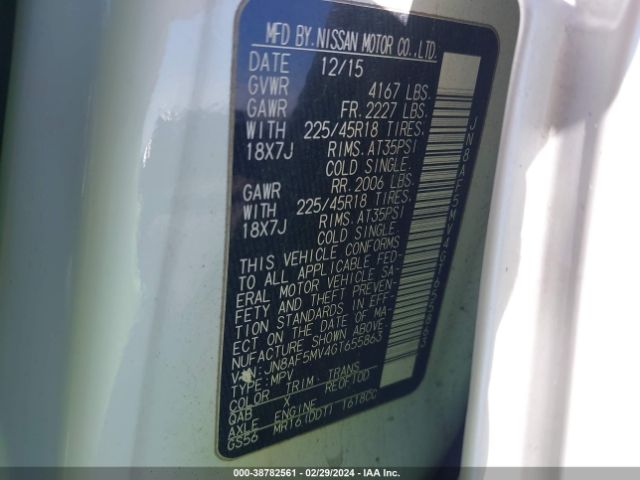 MFD BY. NISSAN MOTOR CO., LTD.
DATE 12/15
GVWR 4167 LBS.
GAWR FR. 2227 LBS.
WITH 225/45R18 TIRES.
18X7J RIMS. AT35PSI
COLD SINGLE.
GAWR RR. 2006 LBS.
WITH 225/45R18 TIRES.
18X7J RIMS. AT35PSI
COLD SINGLE.
THIS VEHICLE CONFORMS
TO ALL APPLICABLE FED-
ERAL MOTOR VEHICLE SA-
FETY AND THEFT PREVEN-
TION STANDARDS IN EFF-
ECT ON THE DATE OF MA-
NUFACTURE SHOWN ABOVE.
VIN: JN8AF5MV4GT655863
TYPE: MPV
COLOR TRIM TRANS
QAB X RE0F10D
AXLE ENGINE
GS56 MR16(DDT) 1618CC
JN8AF5MV4GT655863
000-38782561 - 02/29/2024 - IAA Inc.